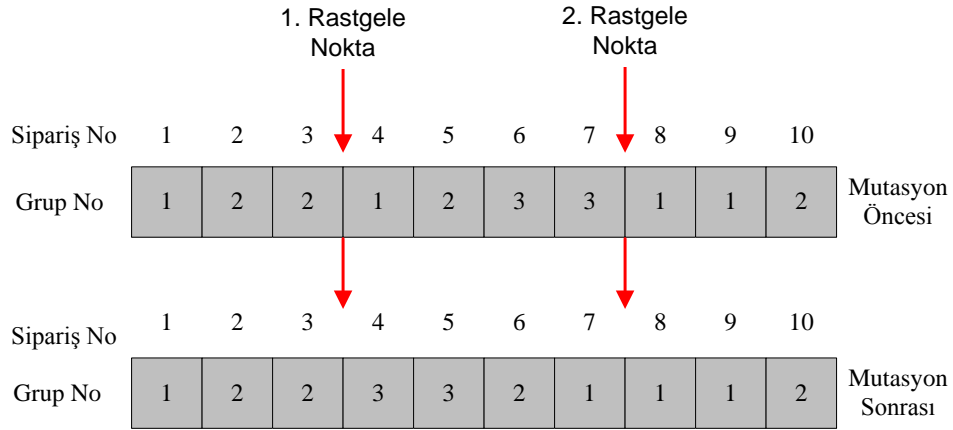 1. Rastgele
Nokta
2. Rastgele
Nokta
Sipariş No 1 2 3 4 5 6 7 8 9 10
Grup No 1 2 2 1 2 3 3 1 1 2
Mutasyon
Öncesi
Sipariş No 1 2 3 4 5 6 7 8 9 10
Grup No 1 2 2 3 3 2 1 1 1 2
Mutasyon
Sonrası